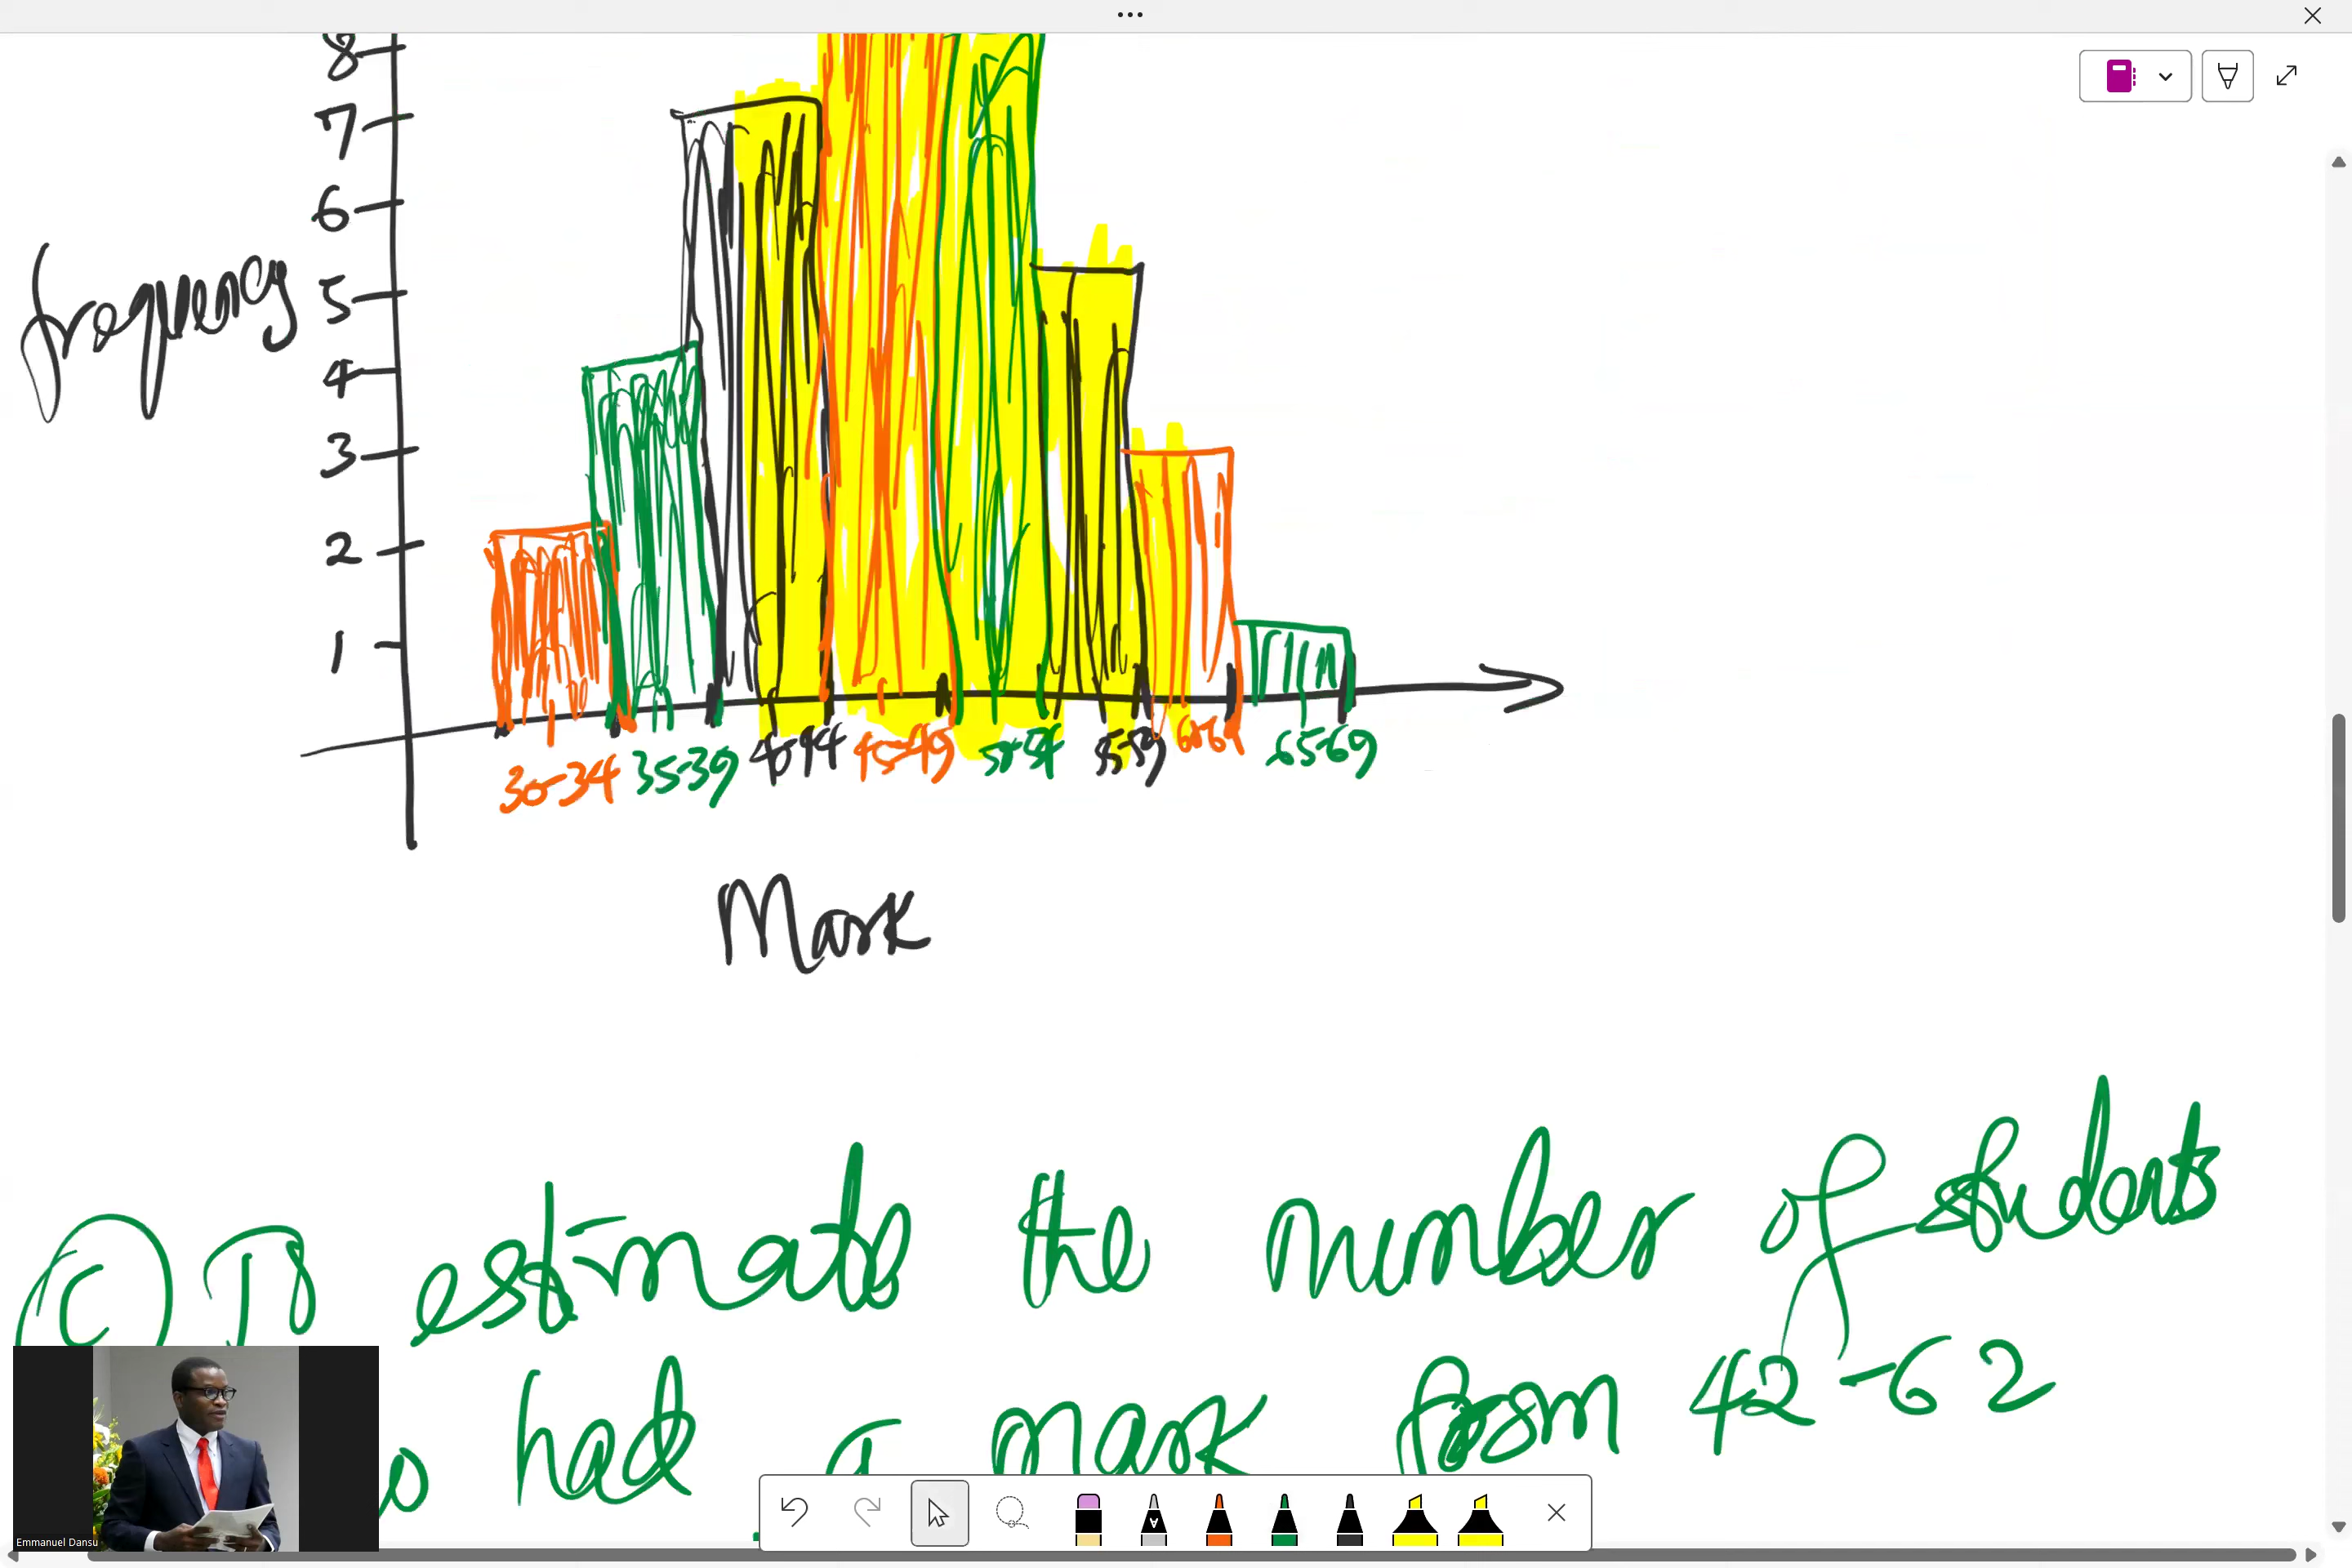 8
7
6
frequency 5
4
3
2
1
30-34 35-39 40-44 45-49 50-54 55-59 60-64 65-69
Mark
C To estimate the number of students
had a mark from 42-62
Emmanuel Dansu